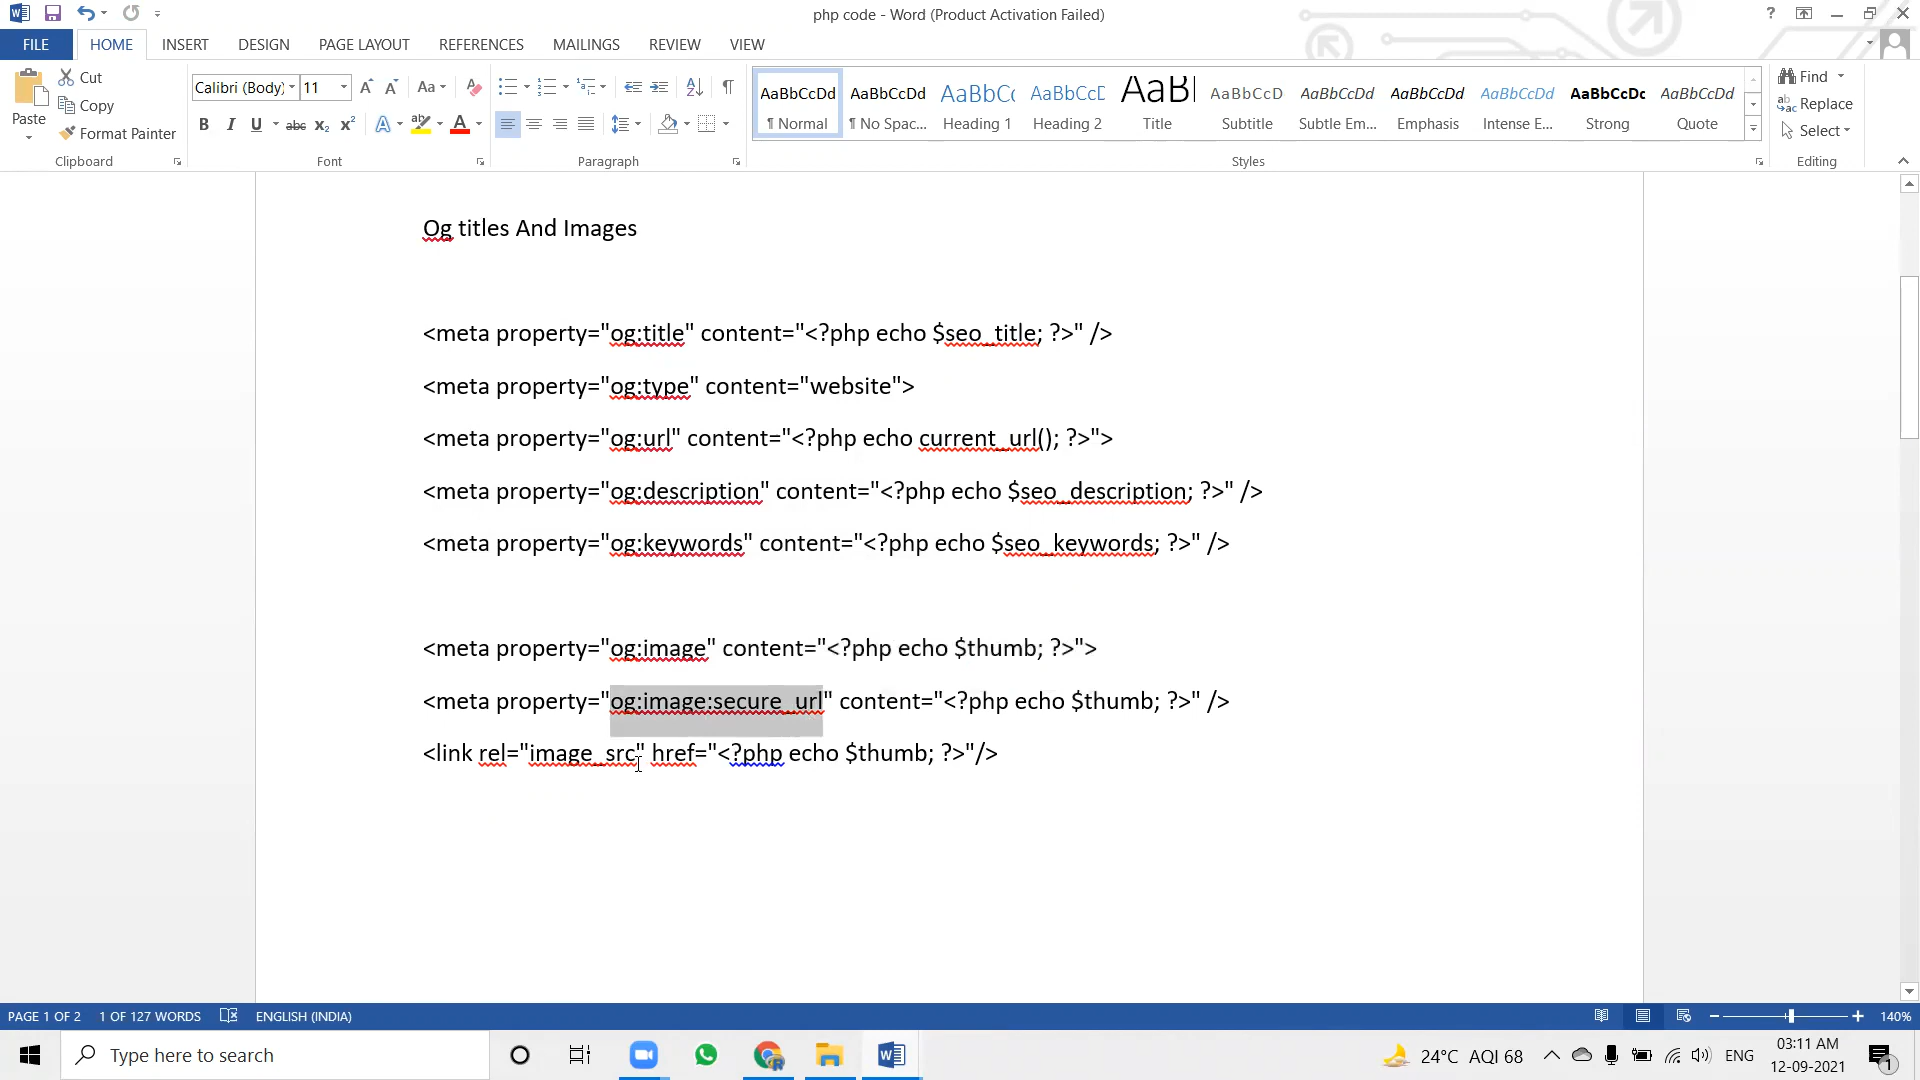 php code - Word (Product Activation Failed)
FILE HOME INSERT DESIGN PAGE LAYOUT REFERENCES MAILINGS REVIEW VIEW
Paste
Cut
Copy
Format Painter
Clipboard
Calibri (Body) 11
Font
Paragraph
AaBbCcDd AaBbCcDd AaBbCc AaBbCcD AaBl AaBbCcD AaBbCcDd AaBbCcDd AaBbCcDd AaBbCcDc AaBbCcDd
¶ Normal ¶ No Spac... Heading 1 Heading 2 Title Subtitle Subtle Em... Emphasis Intense E... Strong Quote
Styles
Find
Replace
Select
Editing
Og titles And Images
<meta property="og:title" content="<?php echo $seo_title; ?>" />
<meta property="og:type" content="website">
<meta property="og:url" content="<?php echo current_url(); ?>">
<meta property="og:description" content="<?php echo $seo_description; ?>" />
<meta property="og:keywords" content="<?php echo $seo_keywords; ?>" />
<meta property="og:image" content="<?php echo $thumb; ?>">
<meta property="og:image:secure_url" content="<?php echo $thumb; ?>" />
<link rel="image_src" href="<?php echo $thumb; ?>"/>
PAGE 1 OF 2 1 OF 127 WORDS ENGLISH (INDIA) 140%
Type here to search
24°C AQI 68 ENG
03:11 AM
12-09-2021
1